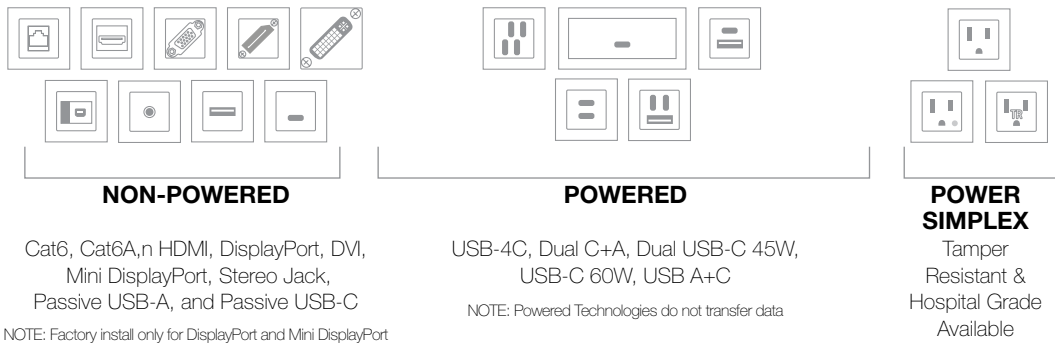 TR
NON-POWERED
Cat6, Cat6A,n HDMI, DisplayPort, DVI,
Mini DisplayPort, Stereo Jack,
Passive USB-A, and Passive USB-C
NOTE: Factory install only for DisplayPort and Mini DisplayPort
POWERED
USB-4C, Dual C+A, Dual USB-C 45W,
USB-C 60W, USB A+C
NOTE: Powered Technologies do not transfer data
POWER
SIMPLEX
Tamper
Resistant &
Hospital Grade
Available